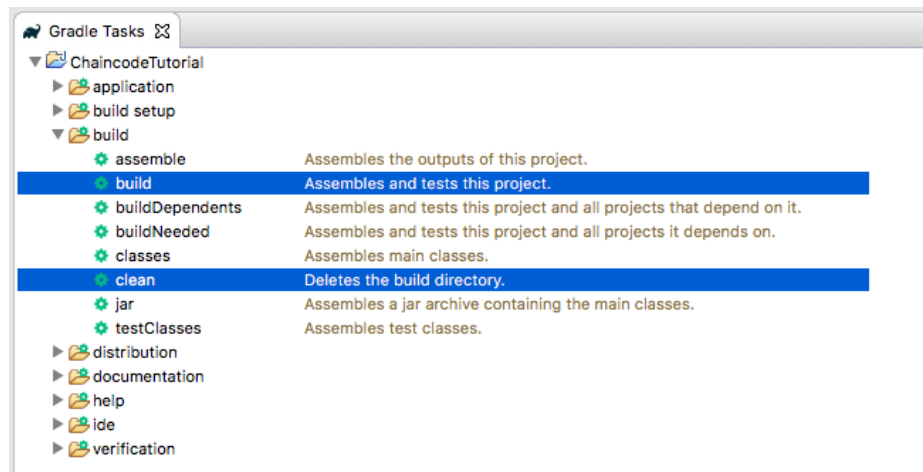 Gradle Tasks
ChaincodeTutorial
application
build setup
build
assemble Assembles the outputs of this project.
build Assembles and tests this project.
buildDependents Assembles and tests this project and all projects that depend on it.
buildNeeded Assembles and tests this project and all projects it depends on.
classes Assembles main classes.
clean Deletes the build directory.
jar Assembles a jar archive containing the main classes.
testClasses Assembles test classes.
distribution
documentation
help
ide
verification